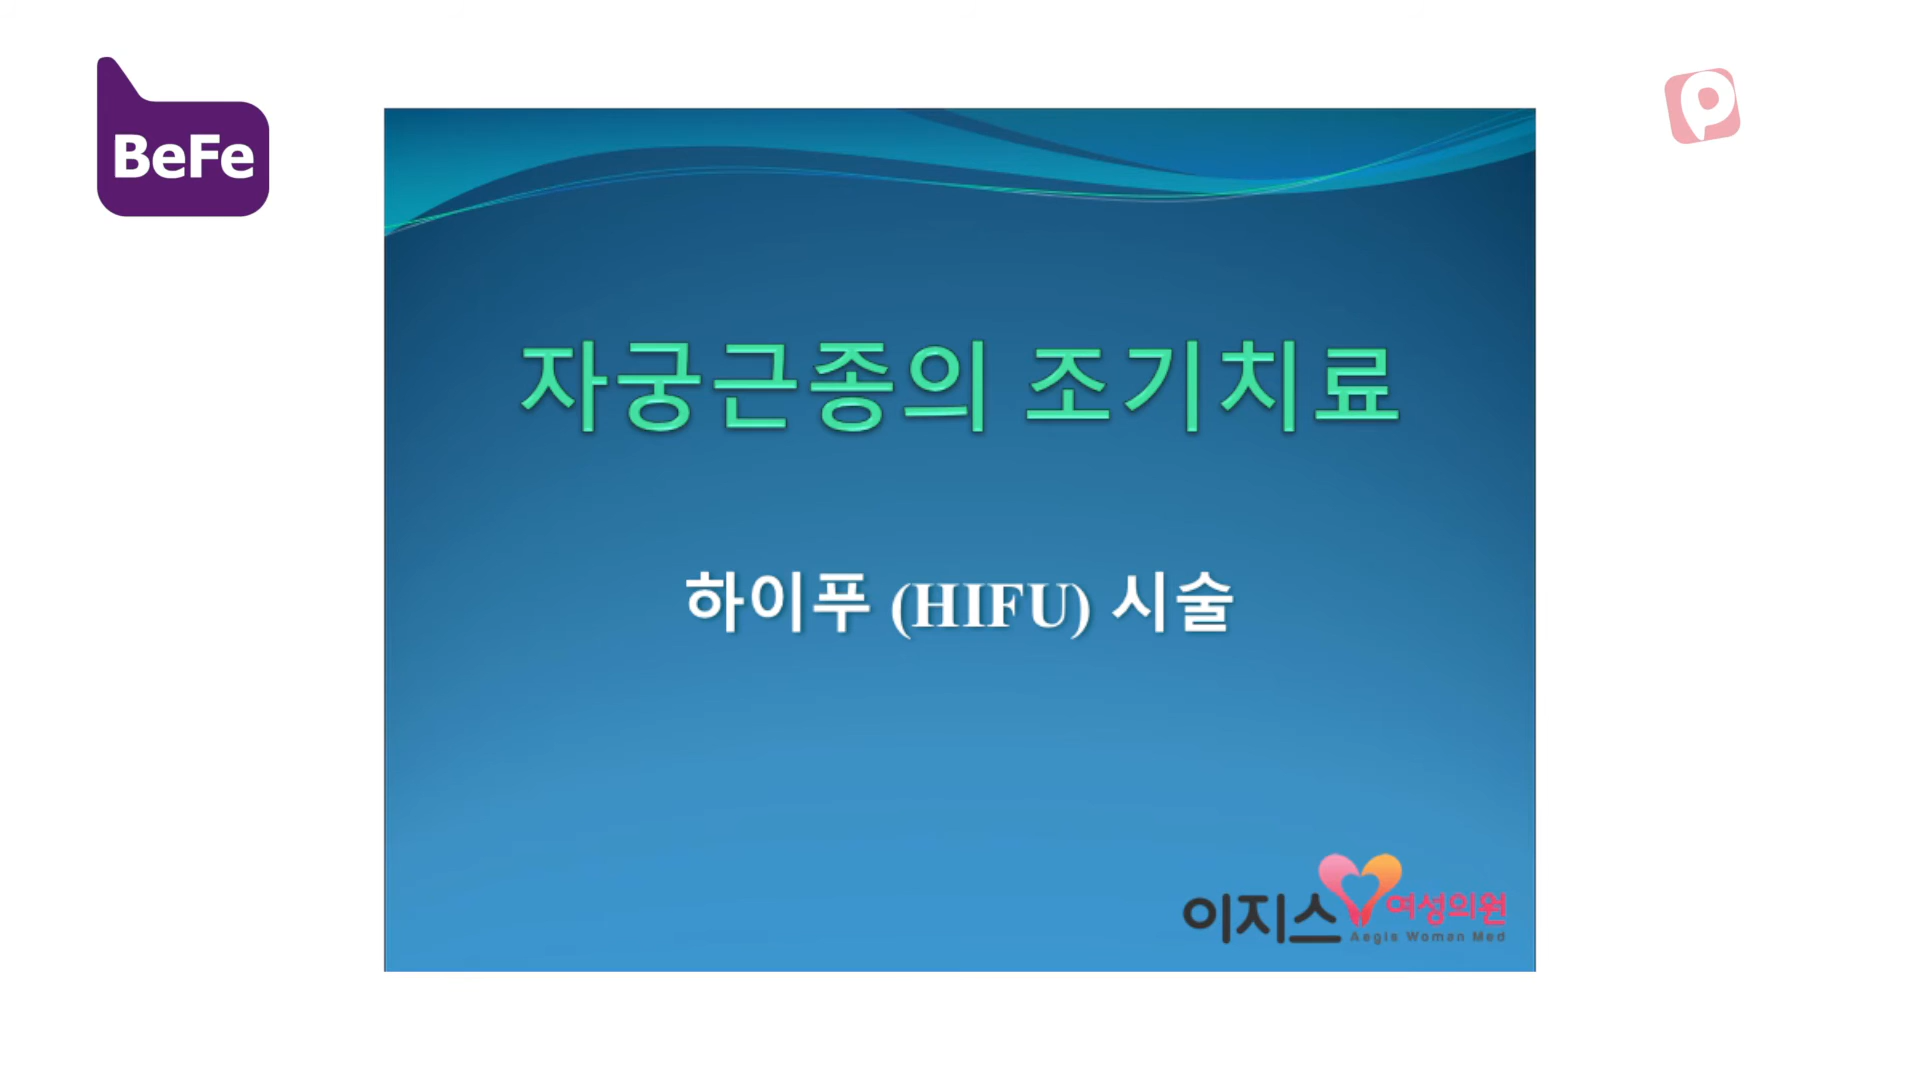 BeFe
P
자궁근종의 조기치료
하이푸 (HIFU) 시술
이지스 여성의원
Aegis Woman Med